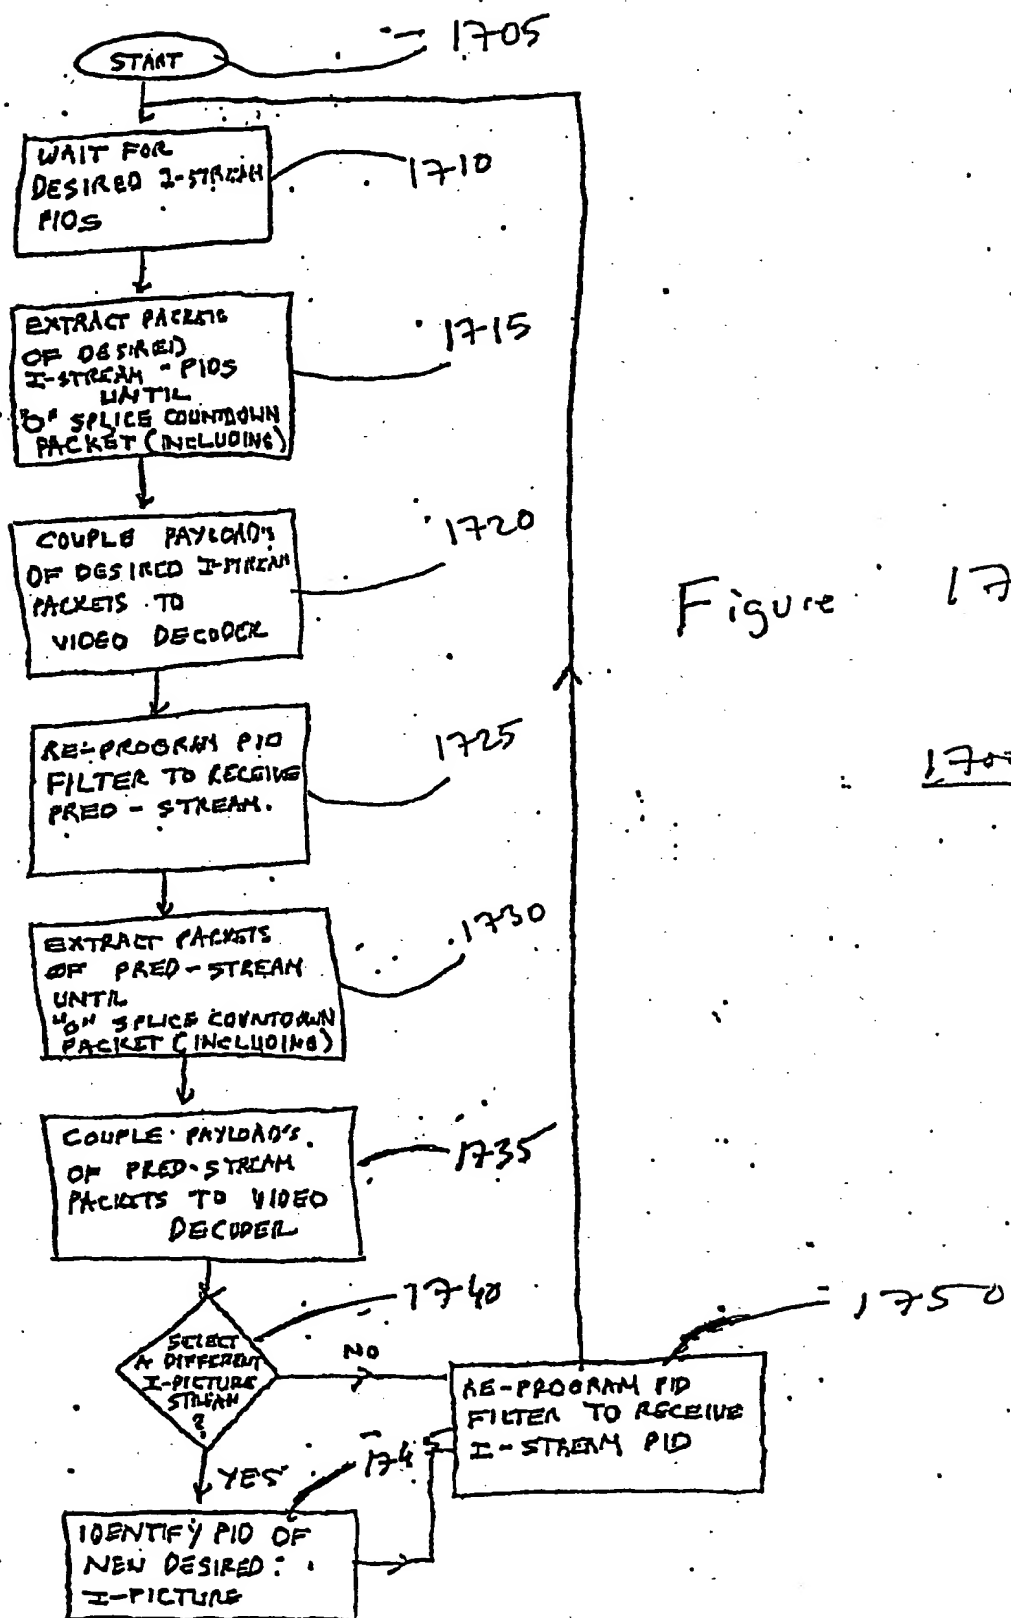 START
1705
WAIT FOR
DESIRED I-STREAM
PIDS
1710
EXTRACT PACKETS
OF DESIRED
I-STREAM - PIDS
UNTIL
"0" SPLICE COUNTDOWN
PACKET (INCLUDING)
1715
COUPLE PAYLOAD'S
OF DESIRED I-STREAM
PACKETS TO
VIDEO DECODER
1720
Figure 17
1700
RE-PROGRAM PID
FILTER TO RECEIVE
PRED - STREAM.
1725
EXTRACT PACKETS
OF PRED - STREAM
UNTIL
"0" SPLICE COUNTDOWN
PACKET (INCLUDING)
1730
COUPLE PAYLOAD'S
OF PRED-STREAM
PACKETS TO VIDEO
DECODER
1735
SELECT
A DIFFERENT
I-PICTURE
STREAM
?
1740
NO
YES
RE-PROGRAM PID
FILTER TO RECEIVE
I-STREAM PID
1750
1745
IDENTIFY PID OF
NEW DESIRED
I-PICTURE